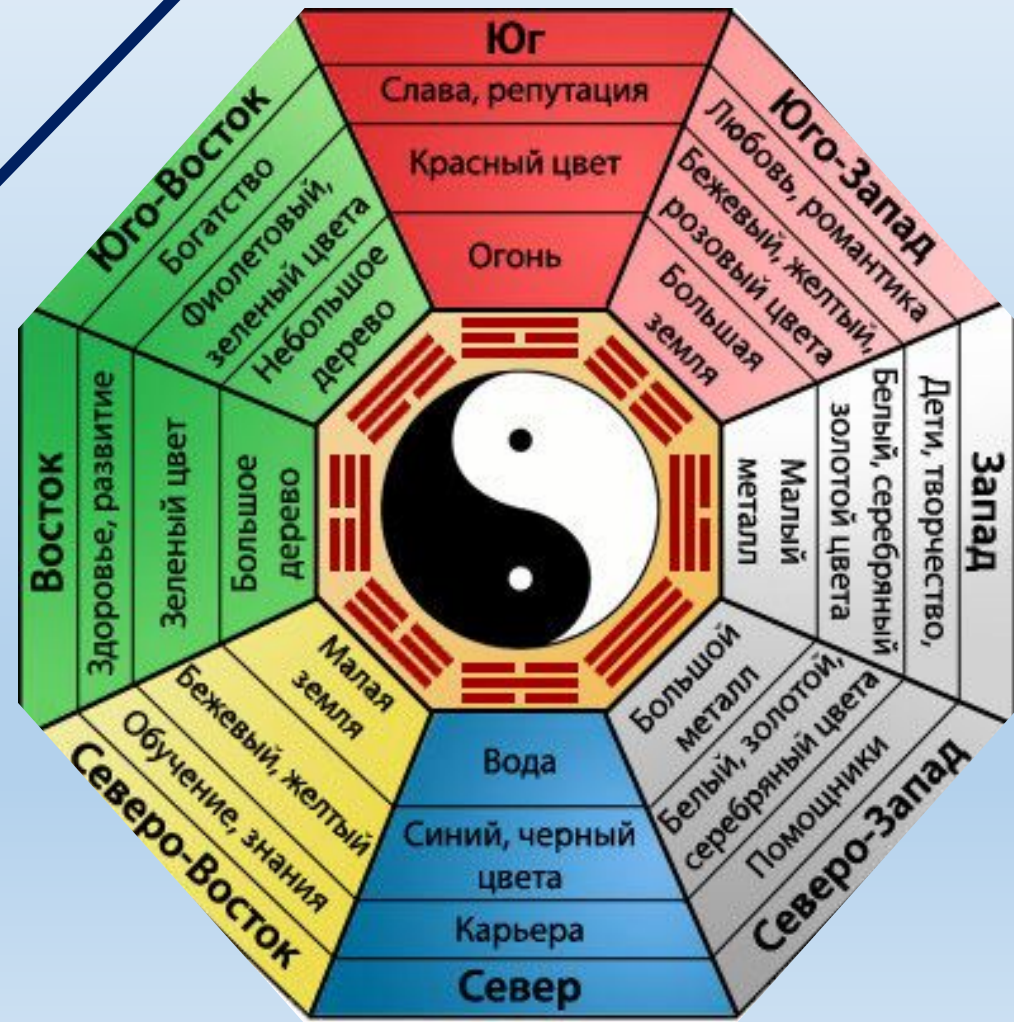 Юг
Слава, репутация
Красный цвет
Огонь
Юго-Запад
Любовь, романтика
Бежевый, желтый,
розовый цвета
Большая
земля
Запад
Дети, творчество,
Белый, серебряный
золотой цвета
Малый
металл
Северо-Запад
Помощники
Белый, золотой,
серебряный цвета
Большой
металл
Вода
Синий, черный
цвета
Карьера
Север
Малая
земля
Бежевый, желтый
Обучение, знания
Северо-Восток
Восток
Здоровье, развитие
Зеленый цвет
Большое
дерево
Юго-Восток
Богатство
Фиолетовый,
зеленый цвета
Небольшое
дерево